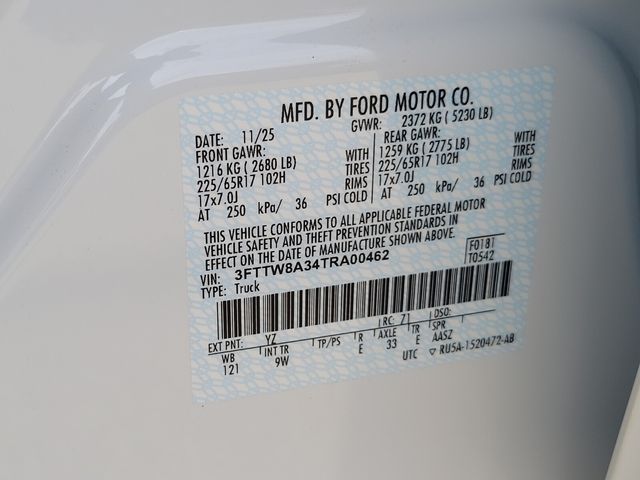 MFD. BY FORD MOTOR CO.
DATE: 11/25 GVWR: 2372 KG ( 5230 LB)
FRONT GAWR: REAR GAWR:
1216 KG ( 2680 LB) WITH 1259 KG ( 2775 LB) WITH
225/65R17 102H TIRES 225/65R17 102H TIRES
17x7.0J RIMS 17x7.0J RIMS
AT 250 kPa/ 36 PSI COLD AT 250 kPa/ 36 PSI COLD
THIS VEHICLE CONFORMS TO ALL APPLICABLE FEDERAL MOTOR
VEHICLE SAFETY AND THEFT PREVENTION STANDARDS IN
EFFECT ON THE DATE OF MANUFACTURE SHOWN ABOVE.
VIN: 3FTTW8A34TRA00462 F0181
TYPE: Truck T0542
EXT PNT: YZ RC: 71 DSO:
WB INT TR TP/PS R AXLE TR SPR
121 9W E 33 E AASZ
UTC ▽ RU5A-1520472-AB